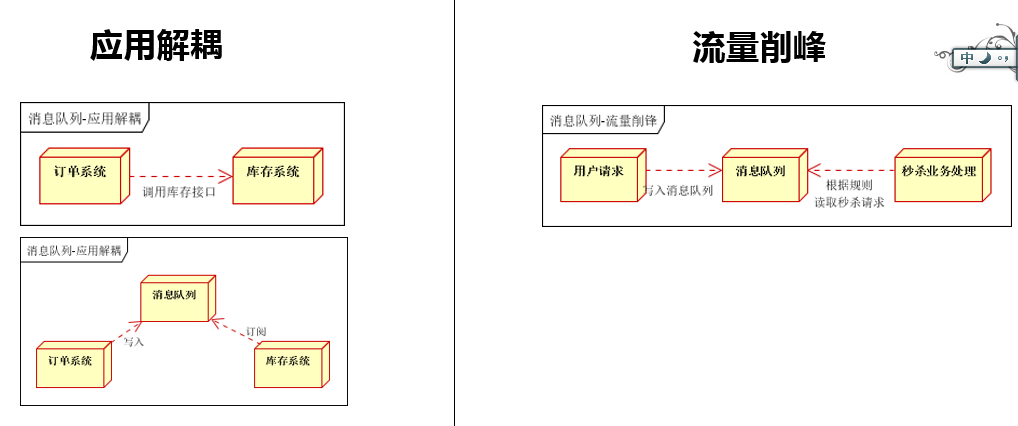 应用解耦
消息队列-应用解耦
订单系统
库存系统
调用库存接口
消息队列-应用解耦
消息队列
写入
订阅
订单系统
库存系统
流量削峰
中
消息队列-流量削锋
用户请求
消息队列
秒杀业务处理
写入消息队列
根据规则
读取秒杀请求